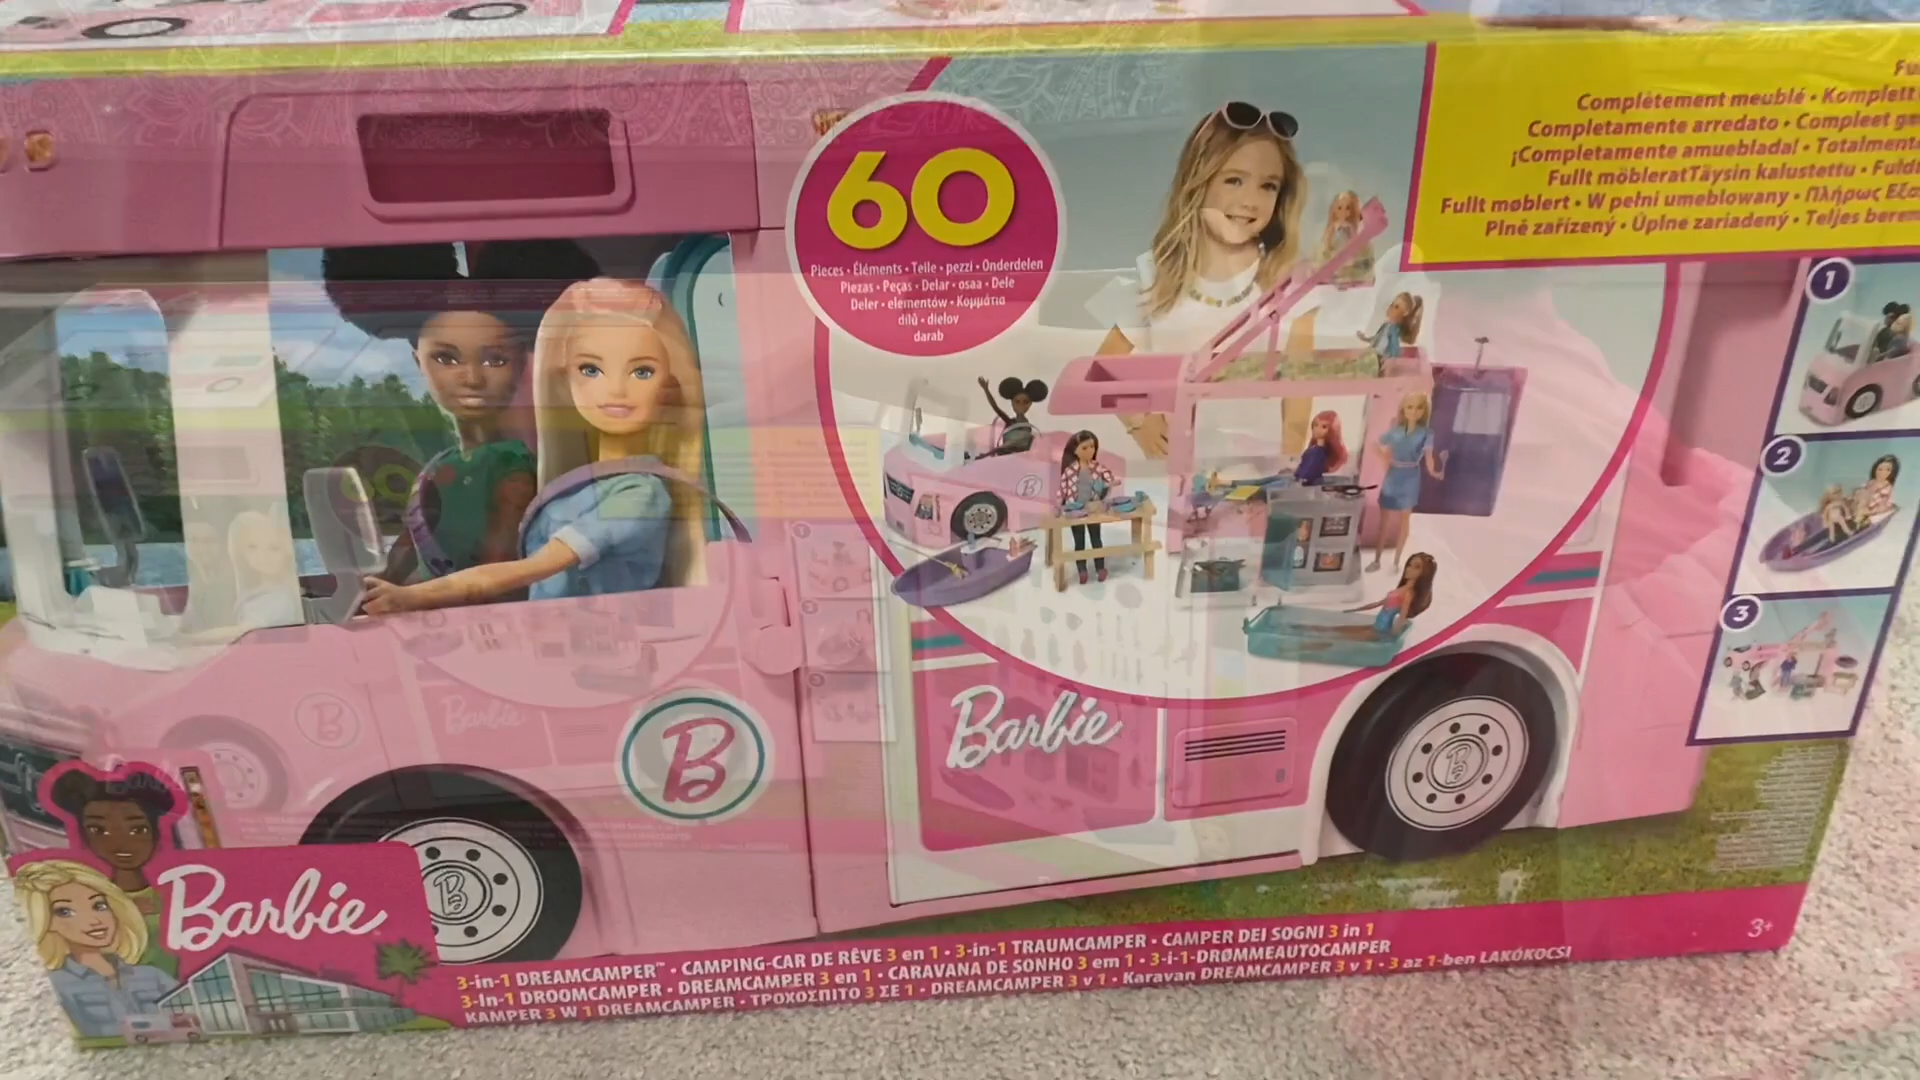 60
Pieces • Éléments • Teile • pezzi • Onderdelen
Piezas • Peças • Delar • osaa • Dele
Deler • elementów • Κομμάτια
dílů • dielov
darab
Complètement meublé • Komplett
Completamente arredato • Compleet
¡Completamente amueblada! •
Fullt möbleratTäysin kalustettu •
Fullt møblert • W pełni umeblowany • Πλήρως
Plně zařízený • Úplne zariadený • Teljes
1
2
3
B
B
Barbie
B
B
B
Barbie
Barbie
B
3+
3-in-1 DREAMCAMPER™ • CAMPING-CAR DE RÊVE 3 en 1 • 3-in-1 TRAUMCAMPER • CAMPER DEI SOGNI 3 in 1
3-In-1 DROOMCAMPER • DREAMCAMPER 3 en 1 • CARAVANA DE SONHO 3 em 1 • 3-i-1-DRØMMEAUTOCAMPER
KAMPER 3 W 1 DREAMCAMPER • ΤΡΟΧΟΣΠΙΤΟ 3 ΣΕ 1 • DREAMCAMPER 3 v 1 • Karavan DREAMCAMPER 3 v 1 • 3 az 1-ben LAKÓKOCSI